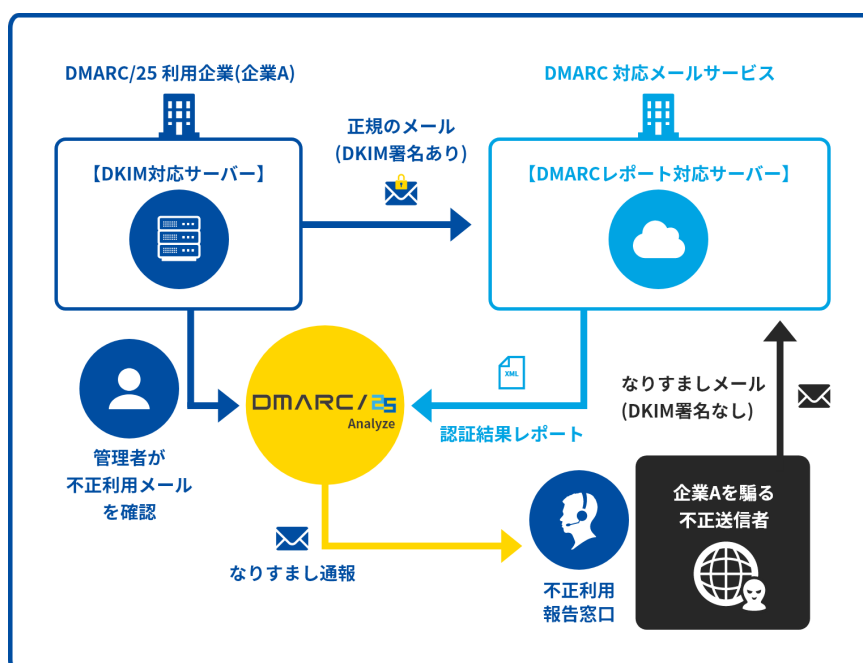 DMARC/25 利用企業(企業A)
DMARC 対応メールサービス
正規のメール
(DKIM署名あり)
【DKIM対応サーバー】
【DMARCレポート対応サーバー】
XML
DMARC/25
Analyze
認証結果レポート
なりすましメール
(DKIM署名なし)
管理者が
不正利用メール
を確認
企業Aを騙る
不正送信者
なりすまし通報
不正利用
報告窓口